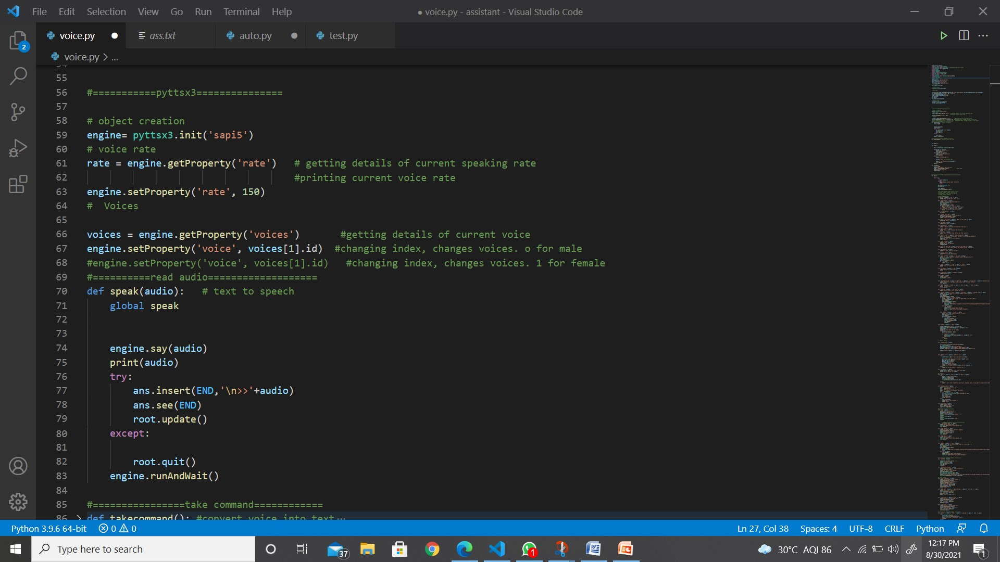 File Edit Selection View Go Run Terminal Help
● voice.py - assistant - Visual Studio Code
voice.py ass.txt auto.py test.py
2
voice.py > ...
54
55
56 #===========pyttsx3===============
57
58 # object creation
59 engine= pyttsx3.init('sapi5')
60 # voice rate
61 rate = engine.getProperty('rate')   # getting details of current speaking rate
62 #printing current voice rate
63 engine.setProperty('rate', 150)
64 #  Voices
65
66 voices = engine.getProperty('voices')       #getting details of current voice
67 engine.setProperty('voice', voices[1].id)  #changing index, changes voices. o for male
68 #engine.setProperty('voice', voices[1].id)   #changing index, changes voices. 1 for female
69 #==========read audio===================
70 def speak(audio):   # text to speech
71     global speak
72
73
74     engine.say(audio)
75     print(audio)
76     try:
77         ans.insert(END,'\n>>'+audio)
78         ans.see(END)
79         root.update()
80     except:
81
82         root.quit()
83     engine.runAndWait()
84
85 #================take command============
86 > def takecommand(): #convert voice into text…
Python 3.9.6 64-bit 0 0 Ln 27, Col 38 Spaces: 4 UTF-8 CRLF Python
Type here to search 37 1 30°C AQI 86 12:17 PM
8/30/2021 1